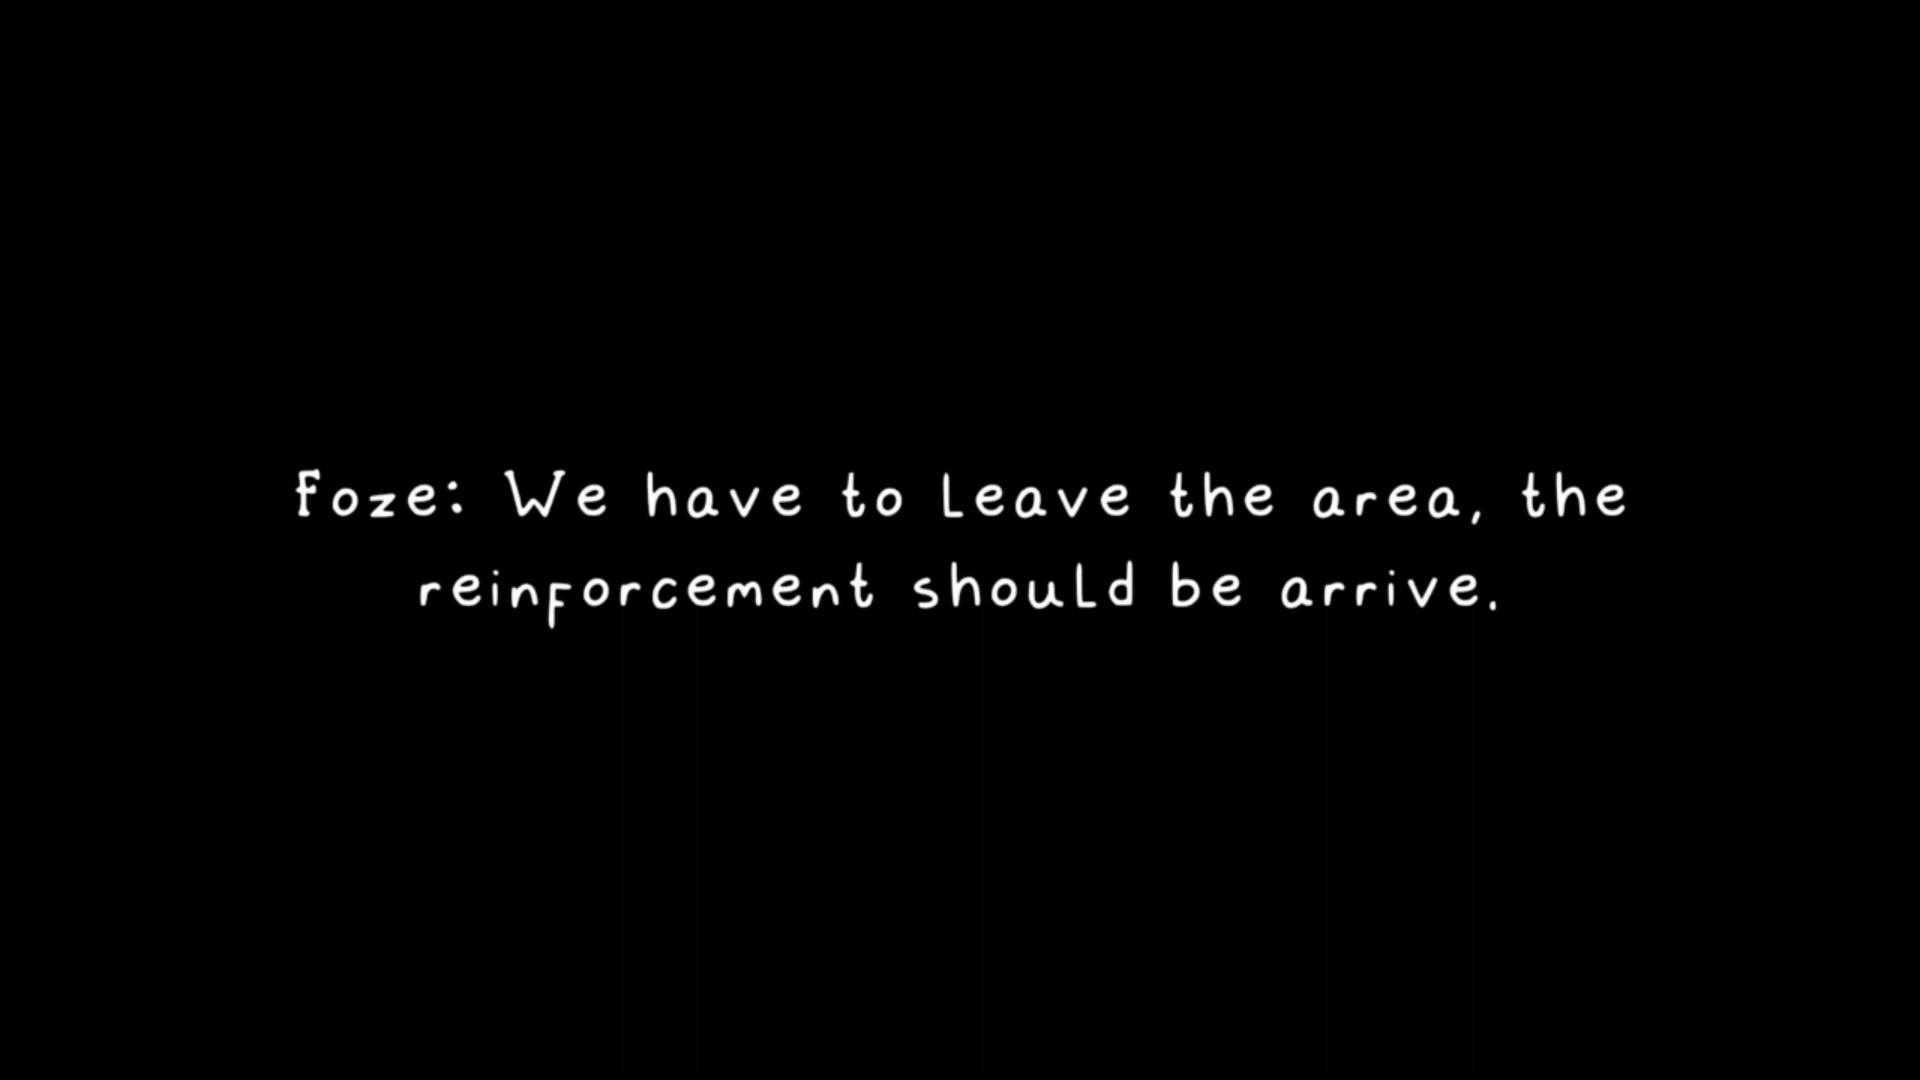 Foze: We have to leave the area, the
reinforcement should be arrive.